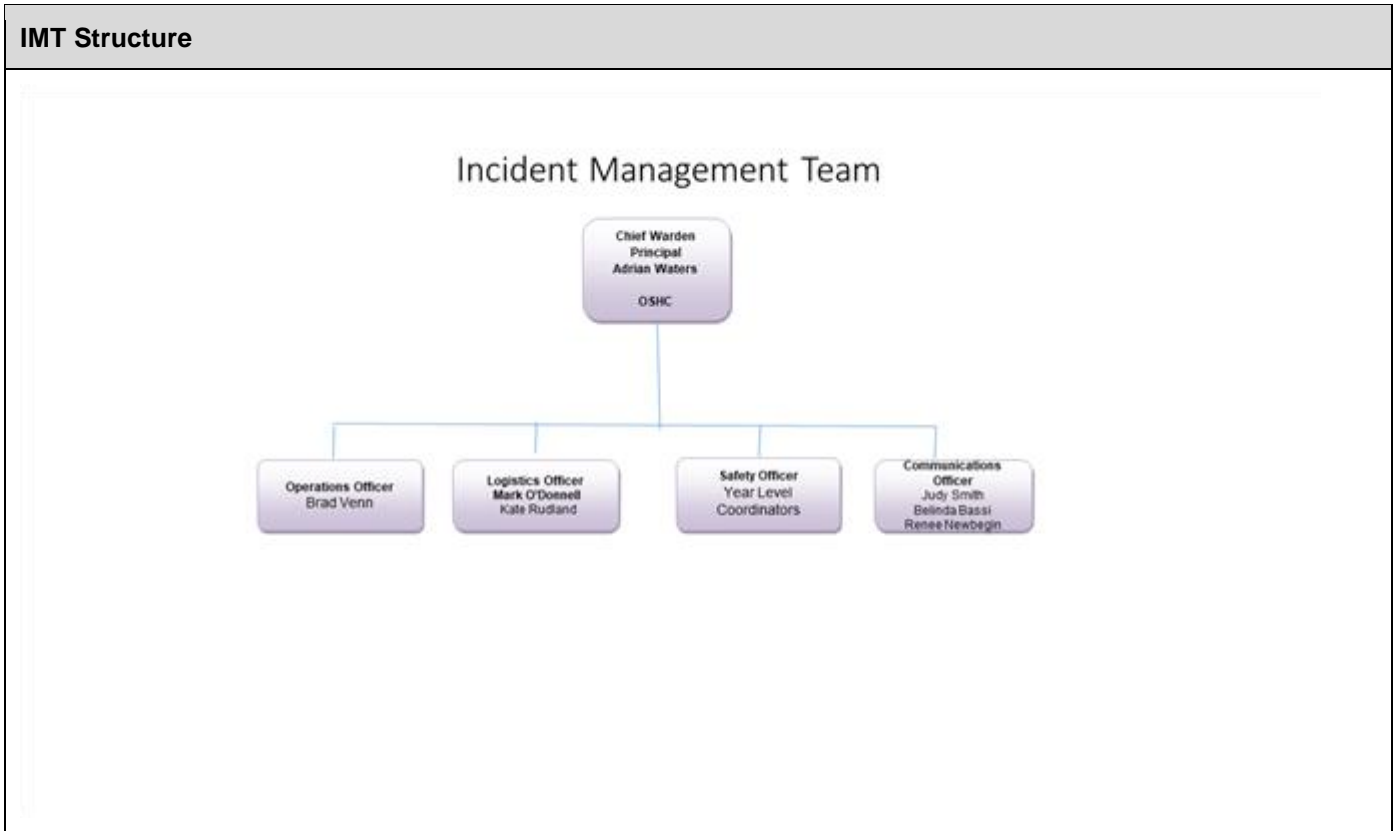 IMT Structure
Incident Management Team
Chief Warden
Principal
Adrian Waters
OSHC
Operations Officer
Brad Venn
Logistics Officer
Mark O'Donnell
Kate Rudland
Safety Officer
Year Level
Coordinators
Communications
Officer
Judy Smith
Belinda Bassi
Renee Newbegin